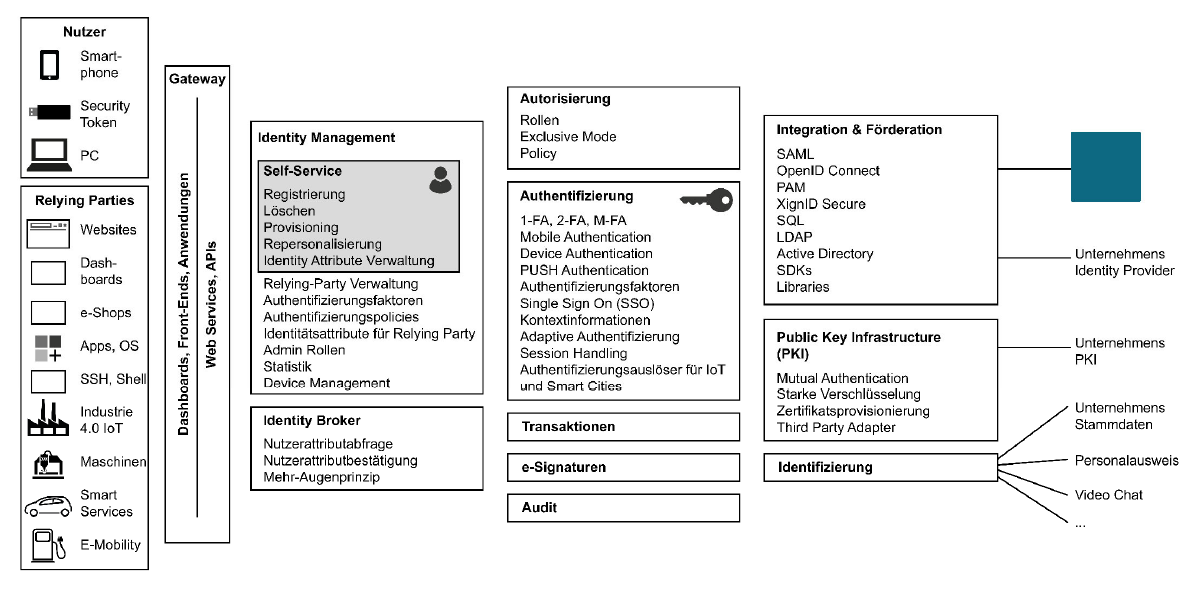 Nutzer
Smart-
phone
Security
Token
PC
Relying Parties
Websites
Dash-
boards
e-Shops
Apps, OS
SSH, Shell
Industrie
4.0 IoT
Maschinen
Smart
Services
E-Mobility
Gateway
Dashboards, Front-Ends, Anwendungen
Web Services, APIs
Identity Management
Self-Service
Registrierung
Löschen
Provisioning
Repersonalisierung
Identity Attribute Verwaltung
Relying-Party Verwaltung
Authentifizierungsfaktoren
Authentifizierungspolicies
Identitätsattribute für Relying Party
Admin Rollen
Statistik
Device Management
Identity Broker
Nutzerattributabfrage
Nutzerattributbestätigung
Mehr-Augenprinzip
Autorisierung
Rollen
Exclusive Mode
Policy
Authentifizierung
1-FA, 2-FA, M-FA
Mobile Authentication
Device Authentication
PUSH Authentication
Authentifizierungsfaktoren
Single Sign On (SSO)
Kontextinformationen
Adaptive Authentifizierung
Session Handling
Authentifizierungsauslöser für IoT
und Smart Cities
Transaktionen
e-Signaturen
Audit
Integration & Förderation
SAML
OpenID Connect
PAM
XignID Secure
SQL
LDAP
Active Directory
SDKs
Libraries
Public Key Infrastructure
(PKI)
Mutual Authentication
Starke Verschlüsselung
Zertifikatsprovisionierung
Third Party Adapter
Identifizierung
Unternehmens
Identity Provider
Unternehmens
PKI
Unternehmens
Stammdaten
Personalausweis
Video Chat
...